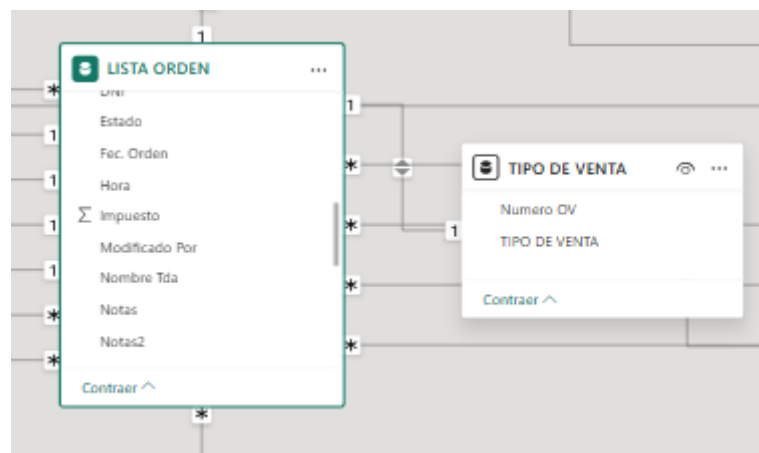 1
LISTA ORDEN
...
*
DNI
1
Estado
1
Fec. Orden
*
TIPO DE VENTA
...
1
Hora
Σ Impuesto
Numero OV
1
*
1
TIPO DE VENTA
Modificado Por
1
Nombre Tda
*
Contraer
*
Notas
Notas2
*
*
Contraer
*